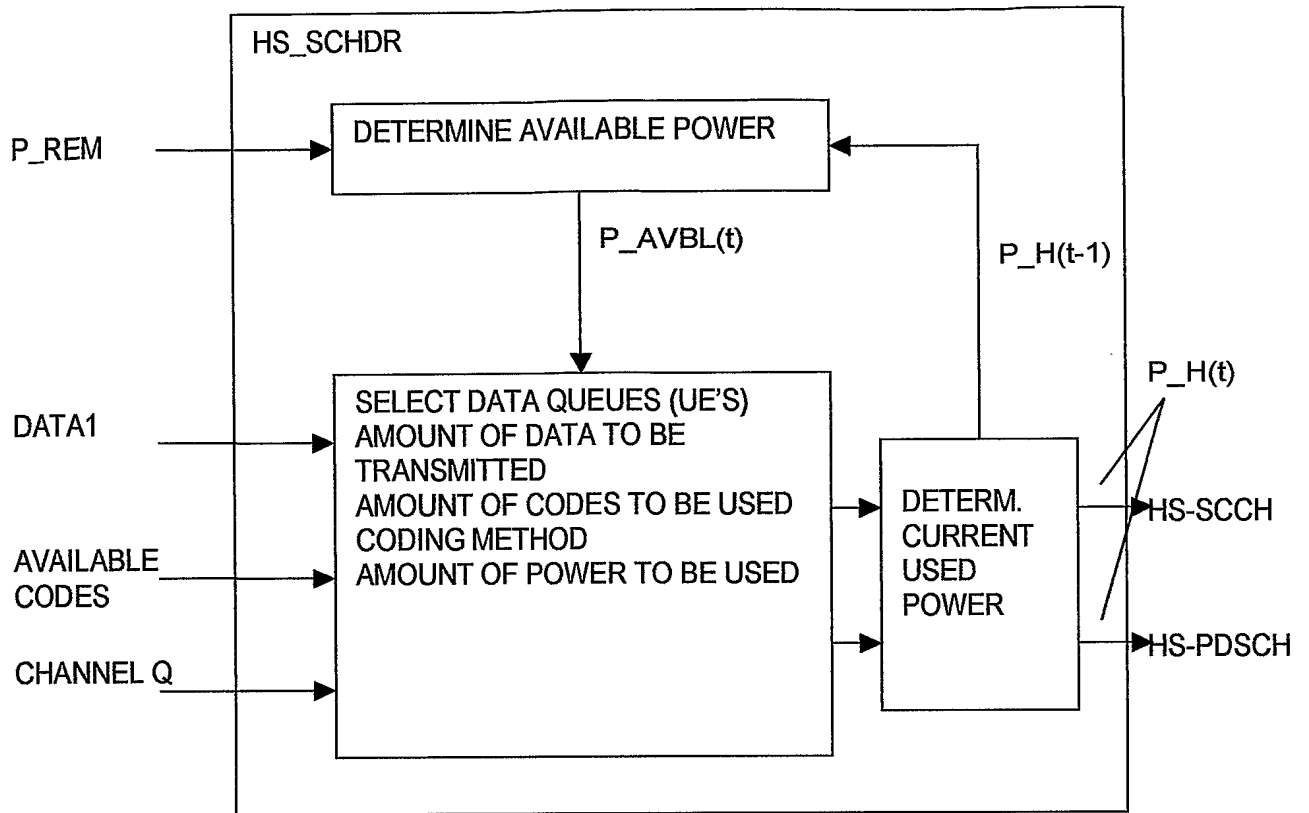 HS_SCHDR
P_REM
DETERMINE AVAILABLE POWER
P_AVBL(t)
P_H(t-1)
P_H(t)
DATA1
AVAILABLE
CODES
CHANNEL Q
SELECT DATA QUEUES (UE'S)
AMOUNT OF DATA TO BE
TRANSMITTED
AMOUNT OF CODES TO BE USED
CODING METHOD
AMOUNT OF POWER TO BE USED
DETERM.
CURRENT
USED
POWER
HS-SCCH
HS-PDSCH